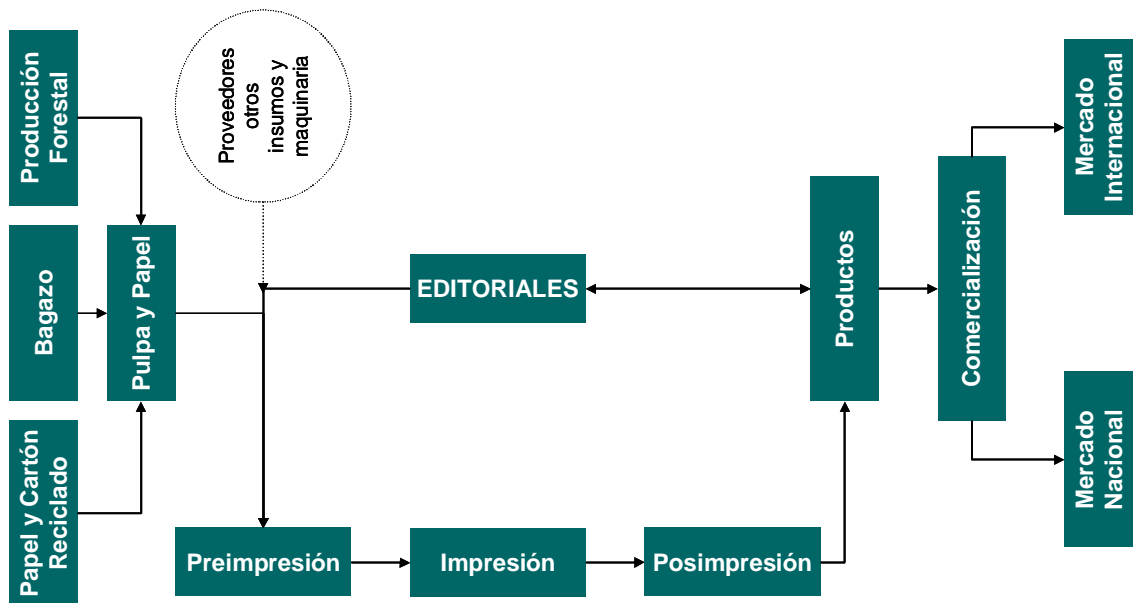 Producción
Forestal
Bagazo
Papel y Cartón
Reciclado
Pulpa y Papel
Proveedores
otros
insumos y
maquinaria
EDITORIALES
Preimpresión
Impresión
Posimpresión
Productos
Comercialización
Mercado
Internacional
Mercado
Nacional